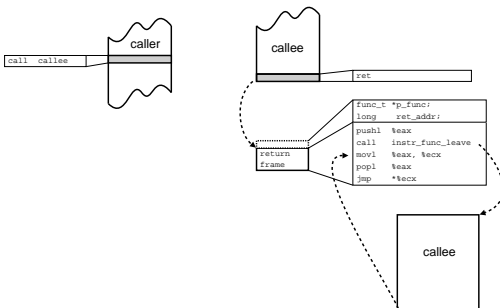 caller
call callee
callee
ret
return
frame
func_t *p_func;
long ret_addr;
pushl %eax
call instr_func_leave
movl %eax, %ecx
popl %eax
jmp *%ecx
callee